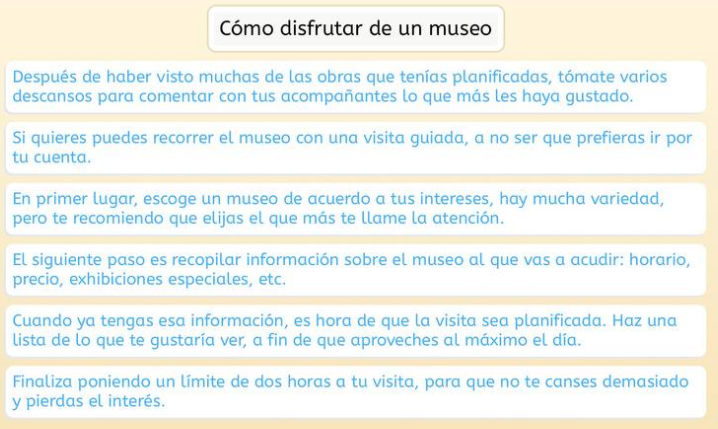 Cómo disfrutar de un museo
Después de haber visto muchas de las obras que tenías planificadas, tómate varios
descansos para comentar con tus acompañantes lo que más les haya gustado.
Si quieres puedes recorrer el museo con una visita guiada, a no ser que prefieras ir por
tu cuenta.
En primer lugar, escoge un museo de acuerdo a tus intereses, hay mucha variedad,
pero te recomiendo que elijas el que más te llame la atención.
El siguiente paso es recopilar información sobre el museo al que vas a acudir: horario,
precio, exhibiciones especiales, etc.
Cuando ya tengas esa información, es hora de que la visita sea planificada. Haz una
lista de lo que te gustaría ver, a fin de que aproveches al máximo el día.
Finaliza poniendo un límite de dos horas a tu visita, para que no te canses demasiado
y pierdas el interés.